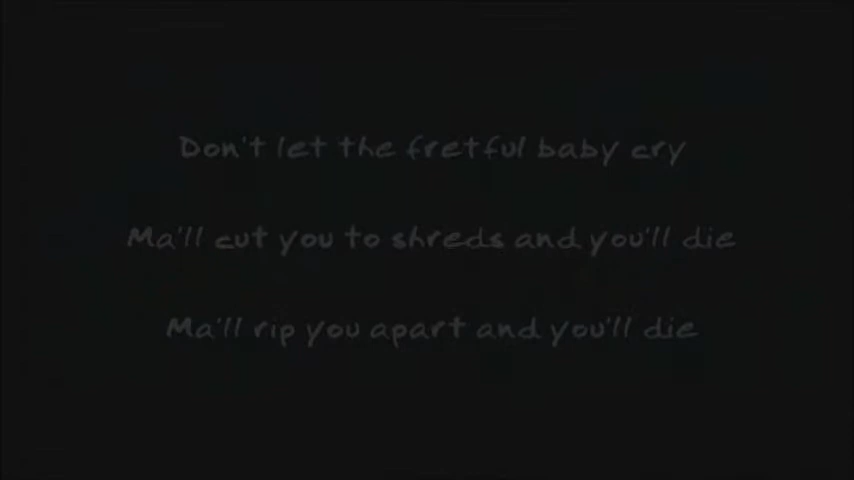 Don't let the fretful baby cry
Ma'll cut you to shreds and you'll die
Ma'll rip you apart and you'll die